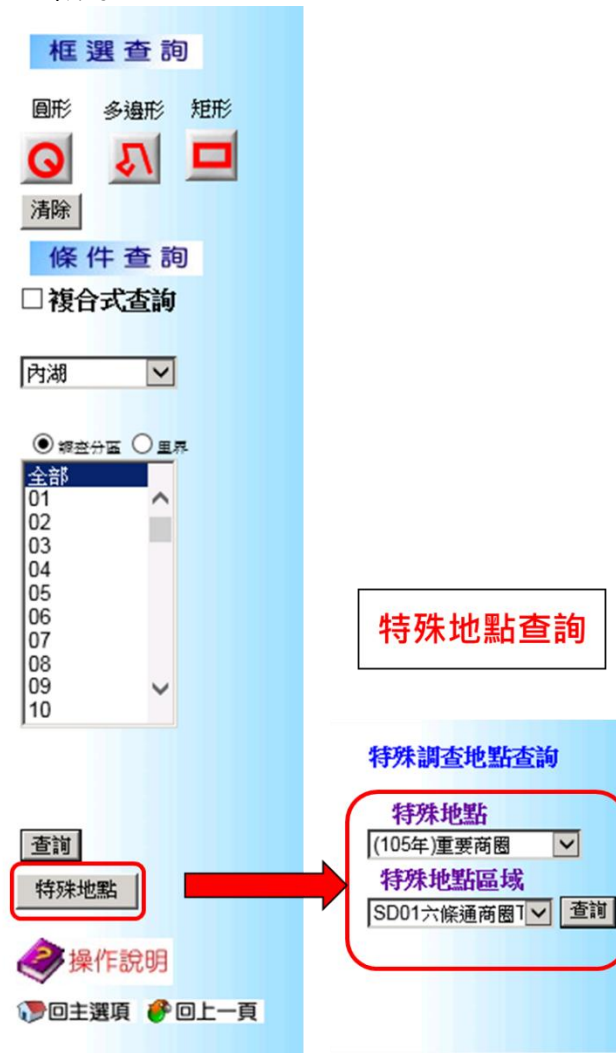 框選查詢
圓形 多邊形 矩形
清除
條件查詢
複合式查詢
內湖
調查分區 里界
全部
01
02
03
04
05
06
07
08
09
10
查詢
特殊地點
操作說明
回主選項 回上一頁
特殊地點查詢
特殊調查地點查詢
特殊地點
(105年)重要商圈
特殊地點區域
SD01六條通商圈T 查詢